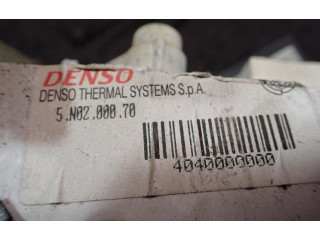 DENSO
DENSO THERMAL SYSTEMS S.p.A.
5.N02.000.70
4040000000